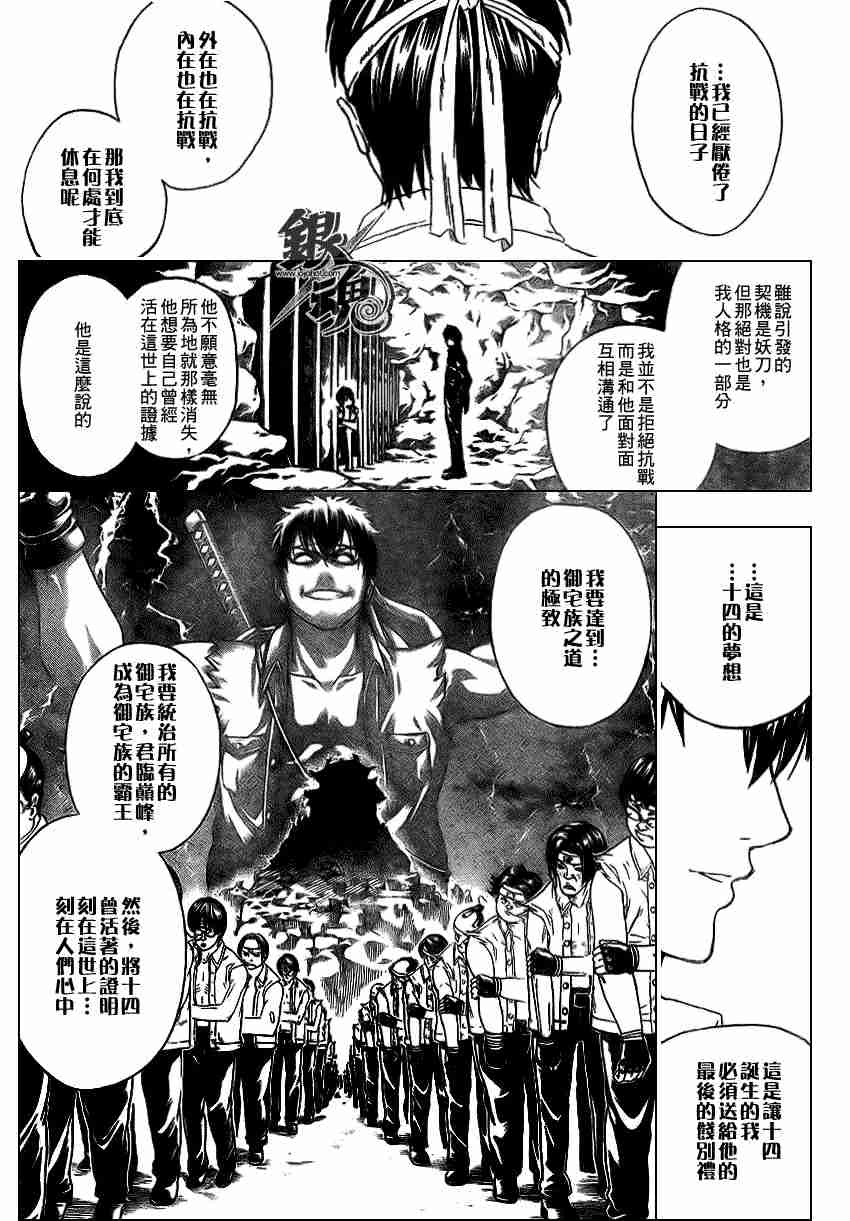 …我已經厭倦了
抗戰的日子
外在也在抗戰，
內在也在抗戰
那我到底
在何處才能
休息呢
銀魂
www.jojohot.com
雖說引發的
契機是妖刀，
但那絕對也是
我人格的一部分
我並不是拒絕抗戰
而是和他面對面
互相溝通了
他不願意毫無
所為地就那樣消失，
他想要自己曾經
活在這世上的證據
他是這麼說的
…這是
…十四的夢想
我要達到…
御宅族之道
的極致
我要統治所有的
御宅族，君臨巔峰，
成為御宅族的霸王
然後，將十四
曾活著的證明
刻在這世上…
刻在人們心中
這是讓十四
誕生的我
必須送給他的
最後的餞別禮